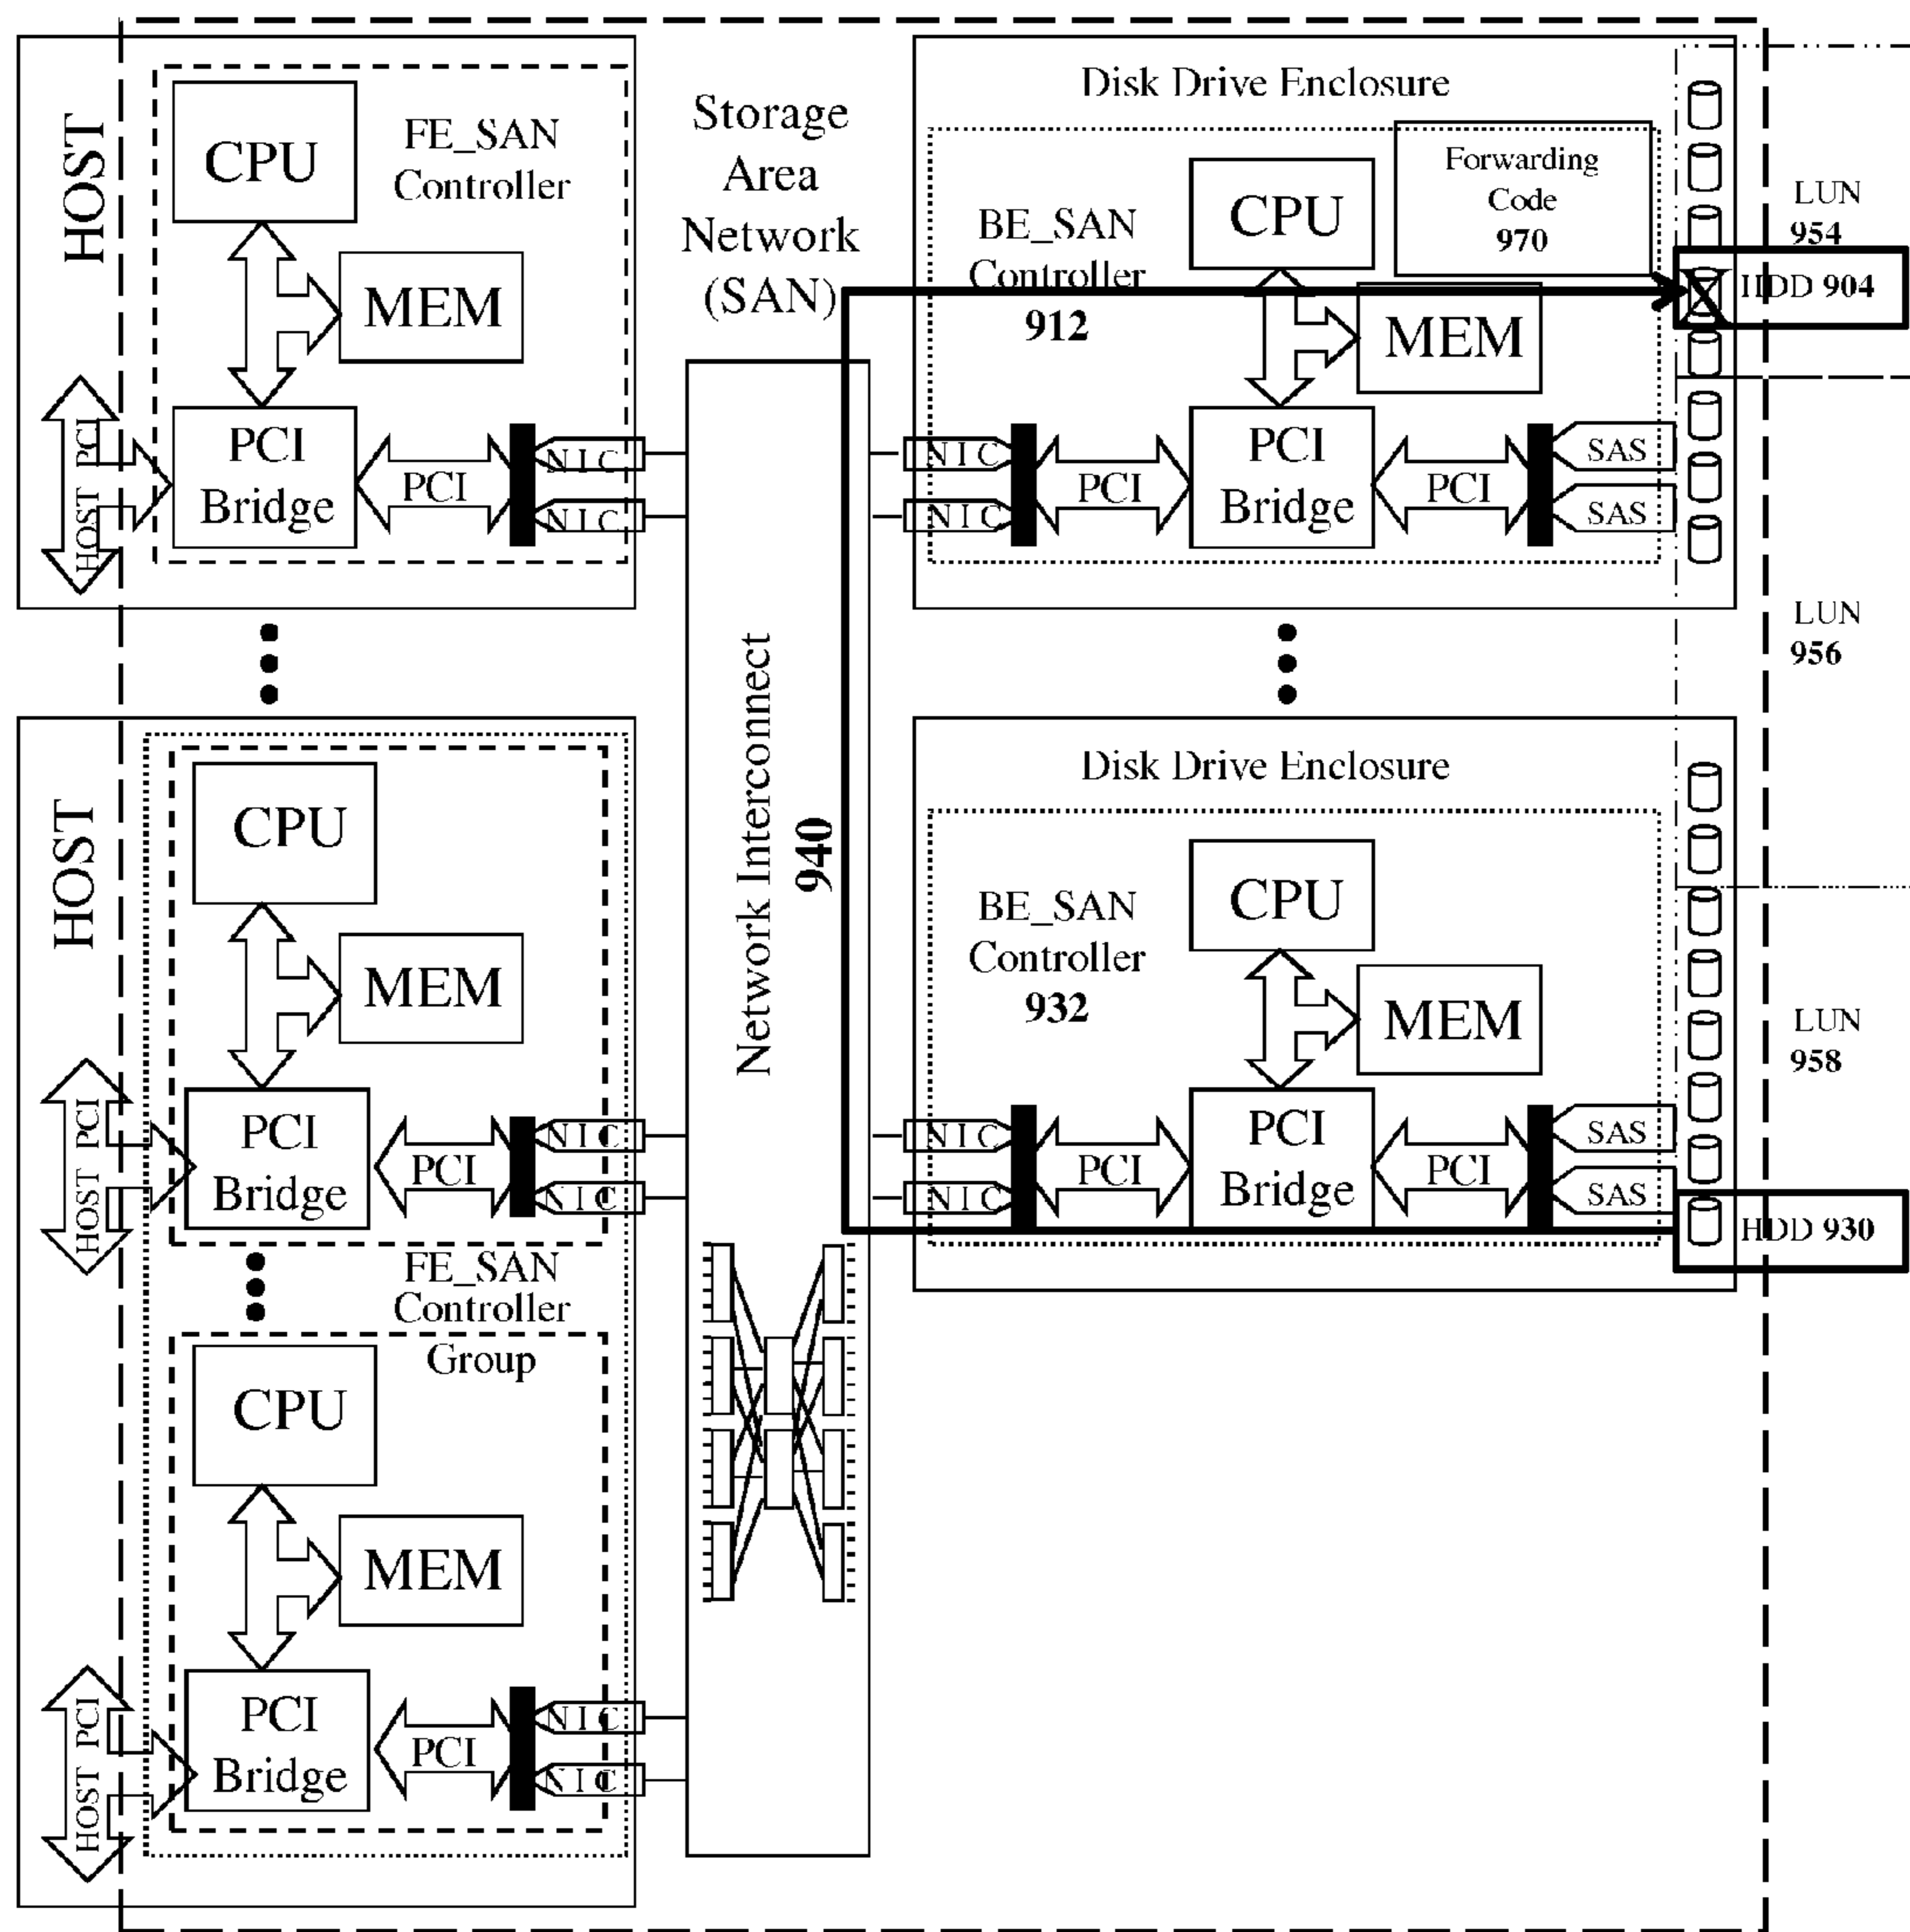 HOST
CPU
FE_SAN
Controller
MEM
HOST PCI
PCI
Bridge
PCI
NIC
NIC
Storage
Area
Network
(SAN)
Disk Drive Enclosure
BE_SAN
Controller
912
CPU
Forwarding
Code
970
MEM
NIC
NIC
PCI
PCI
Bridge
PCI
SAS
SAS
LUN
954
HDD 904
LUN
956
Network Interconnect
940
HOST
CPU
MEM
HOST PCI
PCI
Bridge
PCI
NIC
NIC
FE_SAN
Controller
Group
CPU
MEM
HOST PCI
PCI
Bridge
PCI
NIC
NIC
Disk Drive Enclosure
BE_SAN
Controller
932
CPU
MEM
NIC
NIC
PCI
PCI
Bridge
PCI
SAS
SAS
LUN
958
HDD 930